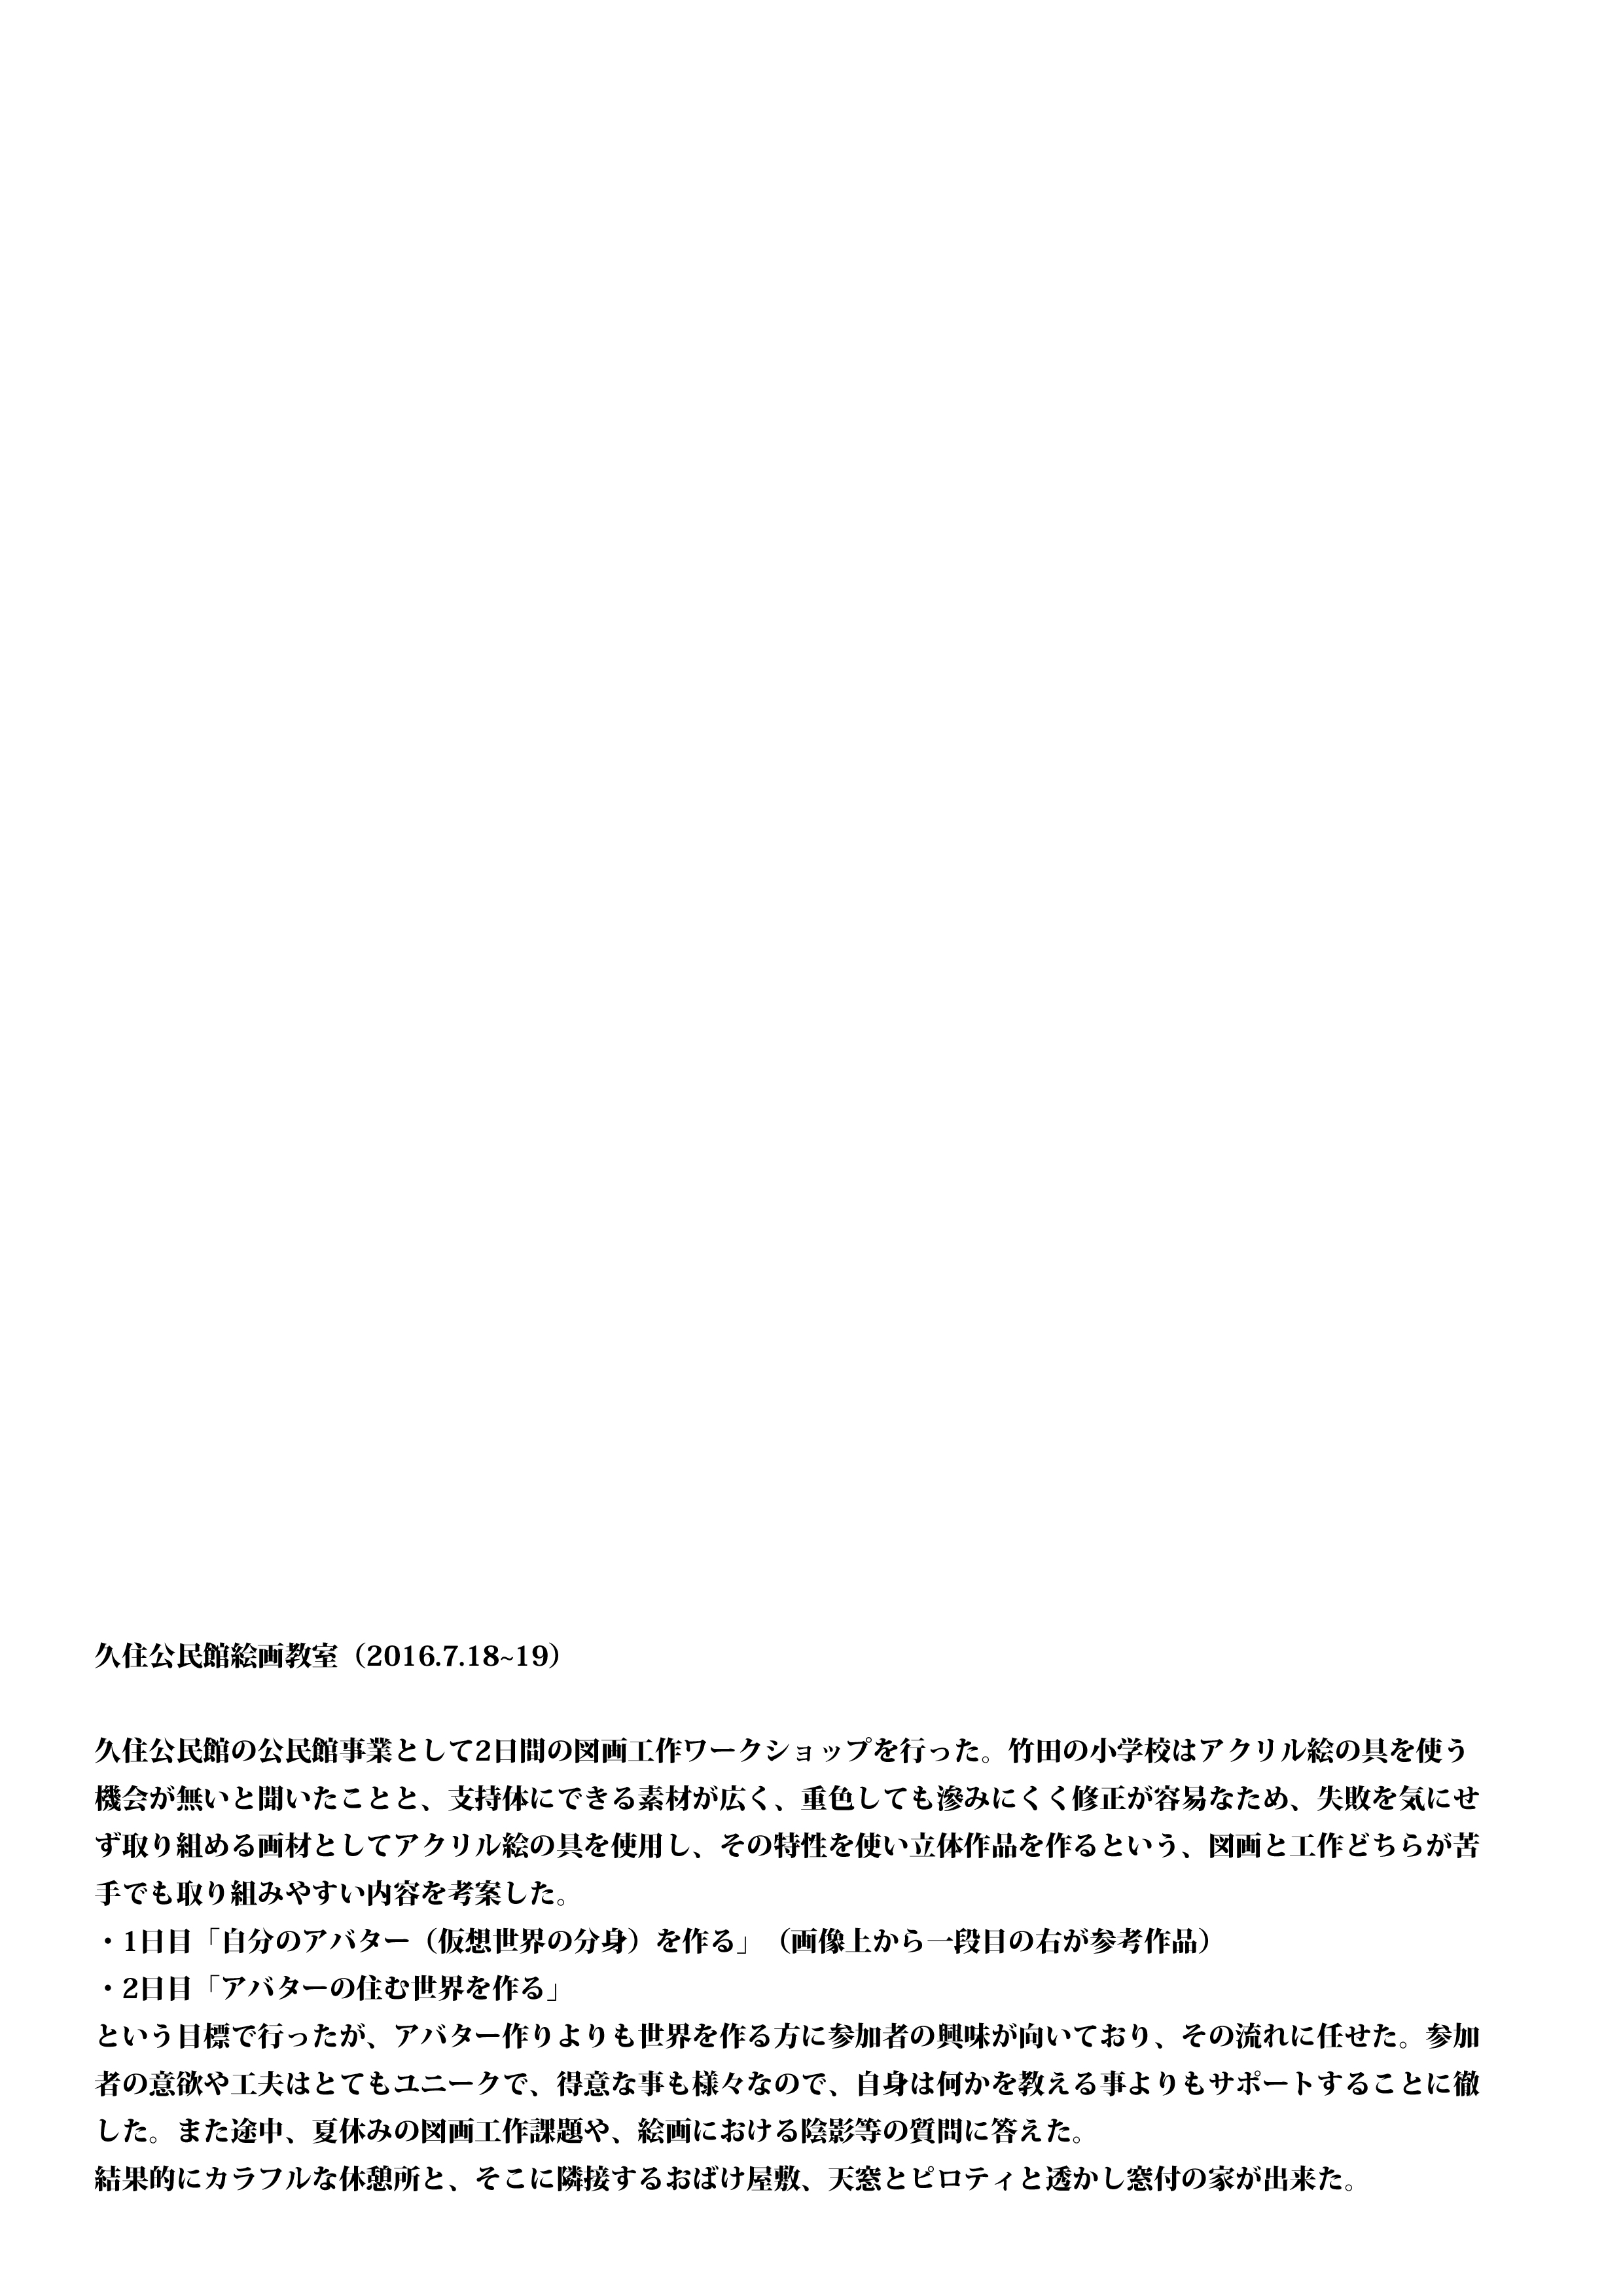 久住公民館絵画教室（2016.7.18~19）
久住公民館の公民館事業として2日間の図画工作ワークショップを行った。竹田の小学校はアクリル絵の具を使う
機会が無いと聞いたことと、支持体にできる素材が広く、重色しても滲みにくく修正が容易なため、失敗を気にせ
ず取り組める画材としてアクリル絵の具を使用し、その特性を使い立体作品を作るという、図画と工作どちらが苦
手でも取り組みやすい内容を考案した。
・1日目「自分のアバター（仮想世界の分身）を作る」（画像上から一段目の右が参考作品）
・2日目「アバターの住む世界を作る」
という目標で行ったが、アバター作りよりも世界を作る方に参加者の興味が向いており、その流れに任せた。参加
者の意欲や工夫はとてもユニークで、得意な事も様々なので、自身は何かを教える事よりもサポートすることに徹
した。また途中、夏休みの図画工作課題や、絵画における陰影等の質問に答えた。
結果的にカラフルな休憩所と、そこに隣接するおばけ屋敷、天窓とピロティと透かし窓付の家が出来た。